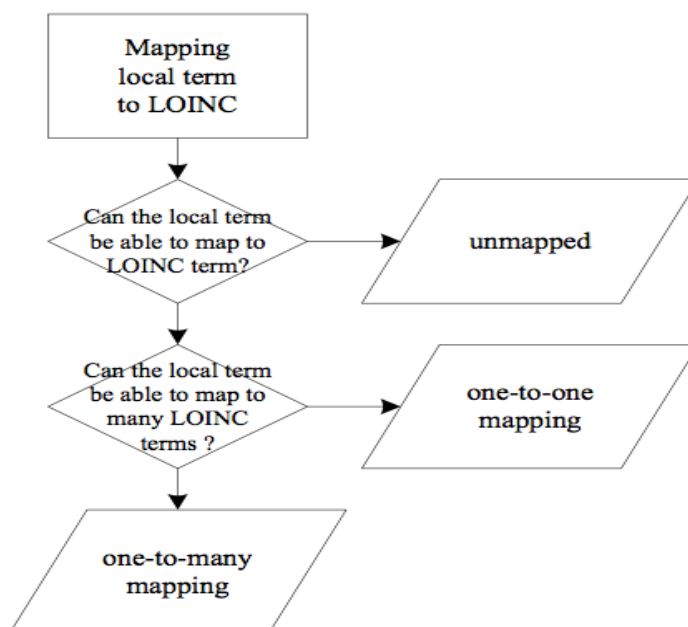 Mapping
local term
to LOINC
Can the local term
be able to map to
LOINC term?
unmapped
Can the local term
be able to map to
many LOINC
terms ?
one-to-one
mapping
one-to-many
mapping